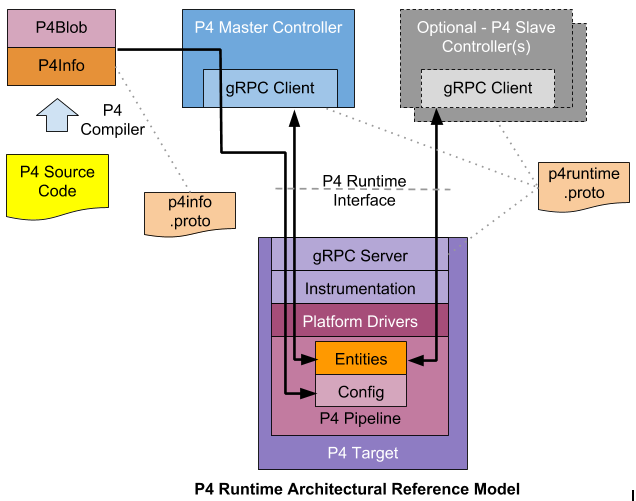 P4Blob
P4Info
P4
Compiler
P4 Source
Code
p4info
.proto
P4 Master Controller
gRPC Client
Optional - P4 Slave
Controller(s)
gRPC Client
P4 Runtime
Interface
p4runtime
.proto
gRPC Server
Instrumentation
Platform Drivers
Entities
Config
P4 Pipeline
P4 Target
P4 Runtime Architectural Reference Model